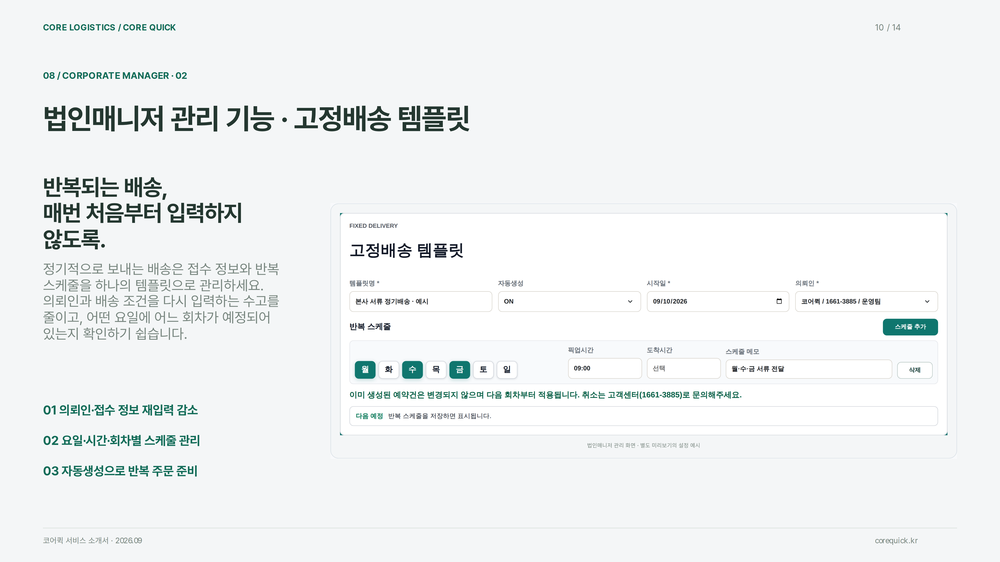 CORE LOGISTICS / CORE QUICK
10 / 14
08 / CORPORATE MANAGER · 02
법인매니저 관리 기능 · 고정배송 템플릿
반복되는 배송,
매번 처음부터 입력하지
않도록.
정기적으로 보내는 배송은 접수 정보와 반복
스케줄을 하나의 템플릿으로 관리하세요.
의뢰인과 배송 조건을 다시 입력하는 수고를
줄이고, 어떤 요일에 어느 회차가 예정되어
있는지 확인하기 쉽습니다.
01 의뢰인·접수 정보 재입력 감소
02 요일·시간·회차별 스케줄 관리
03 자동생성으로 반복 주문 준비
FIXED DELIVERY
고정배송 템플릿
템플릿명 * 자동생성 시작일 * 의뢰인 *
본사 서류 정기배송 · 예시 ON 09/10/2026 코어퀵 / 1661-3885 / 운영팀
반복 스케줄 스케줄 추가
픽업시간 도착시간 스케줄 메모
월 화 수 목 금 토 일 09:00 선택 월·수·금 서류 전달 삭제
이미 생성된 예약건은 변경되지 않으며 다음 회차부터 적용됩니다. 취소는 고객센터(1661-3885)로 문의해주세요.
다음 예정 반복 스케줄을 저장하면 표시됩니다.
법인매니저 관리 화면 · 별도 미리보기의 설정 예시
코어퀵 서비스 소개서 · 2026.09
corequick.kr